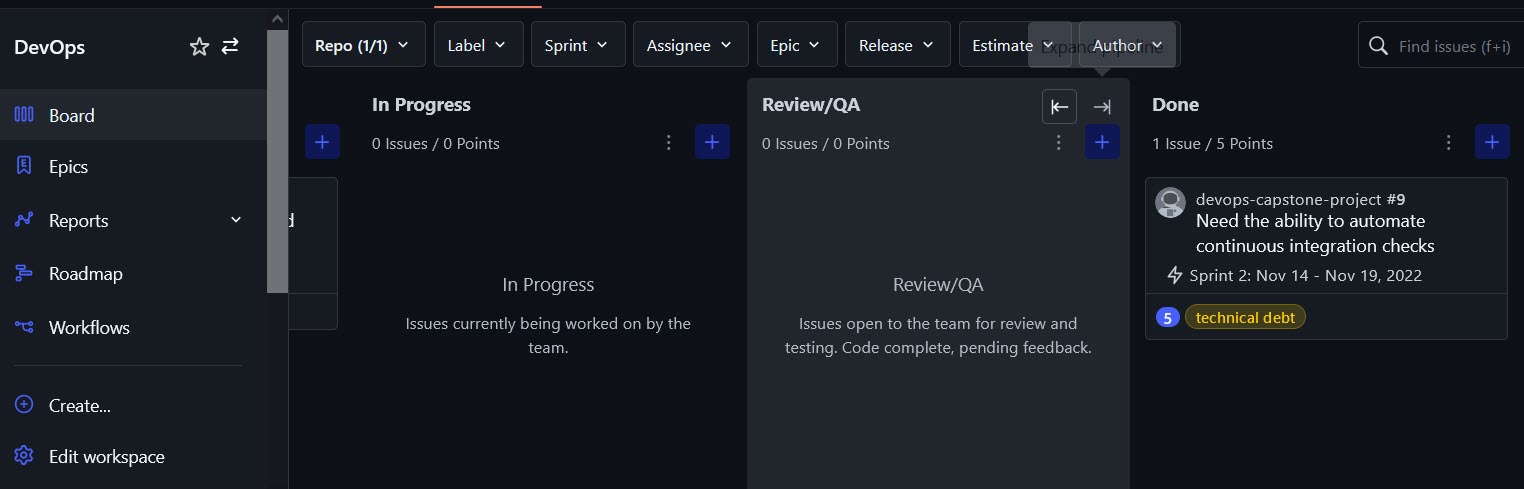 DevOps
Board
Epics
Reports
Roadmap
Workflows
Create...
Edit workspace
Repo (1/1)
Label
Sprint
Assignee
Epic
Release
Estimate
Expand pipeline
Author
Find issues (f+i)
d
In Progress
0 Issues / 0 Points
In Progress
Issues currently being worked on by the
team.
Review/QA
0 Issues / 0 Points
Review/QA
Issues open to the team for review and
testing. Code complete, pending feedback.
Done
1 Issue / 5 Points
devops-capstone-project #9
Need the ability to automate
continuous integration checks
Sprint 2: Nov 14 - Nov 19, 2022
5 technical debt